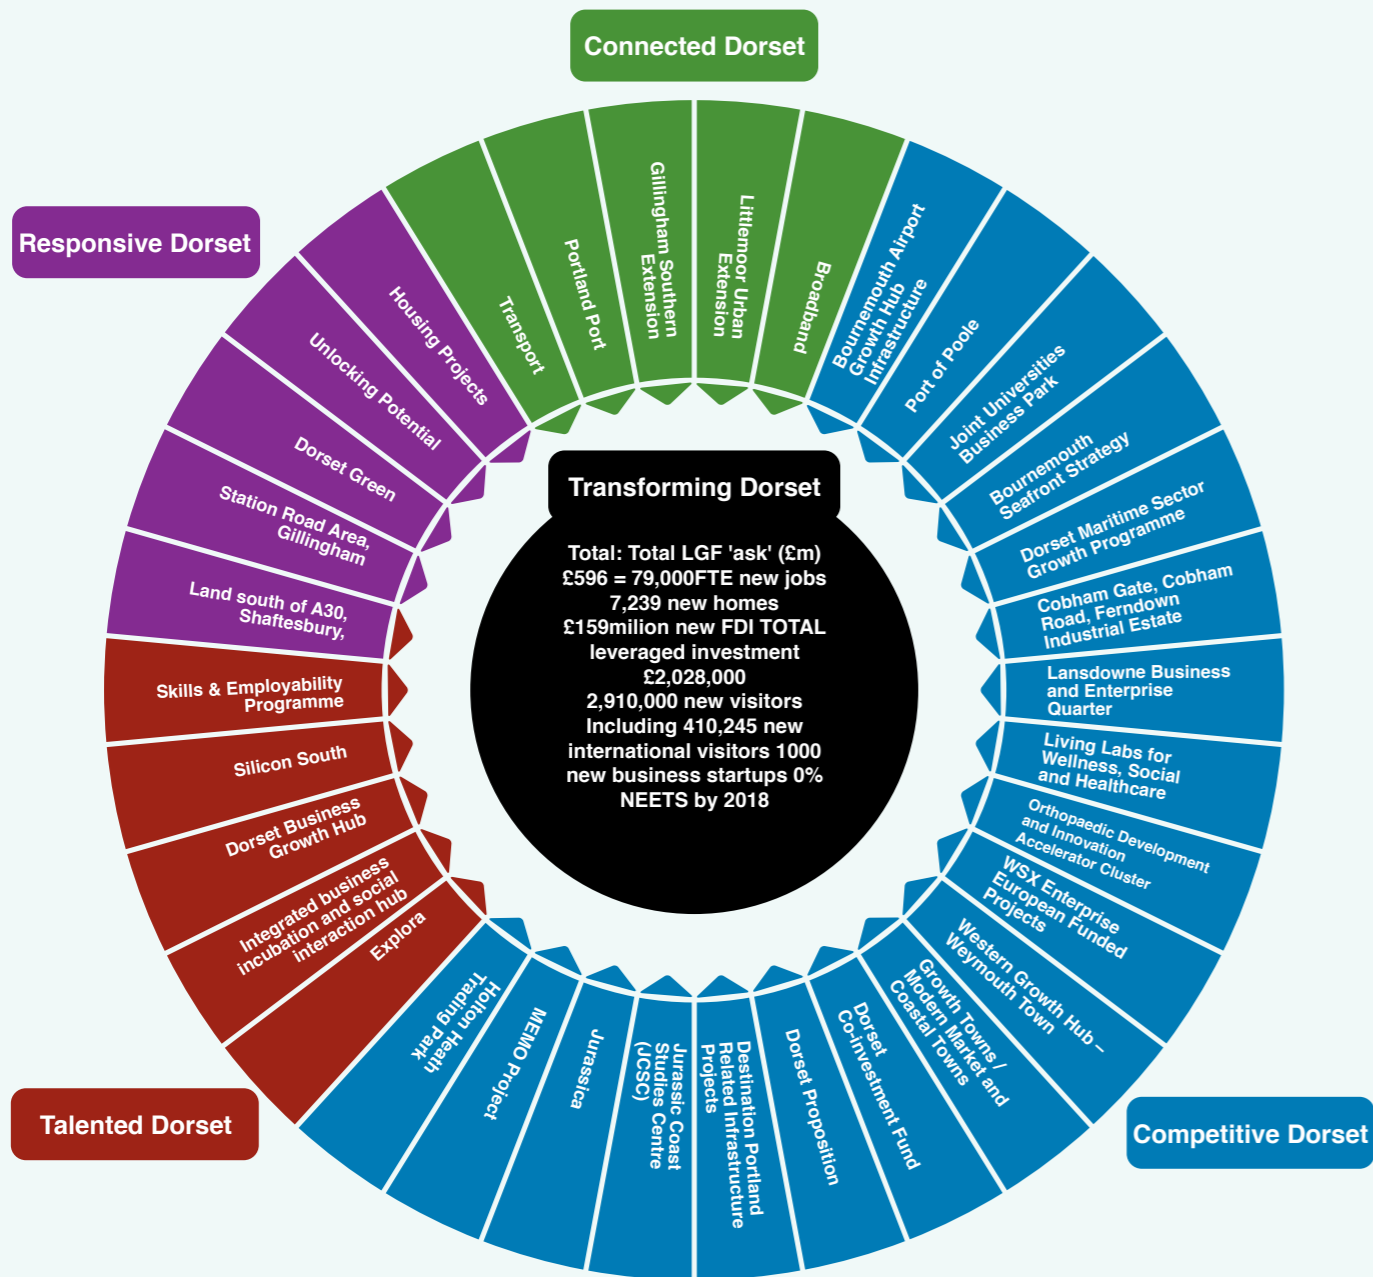 Connected Dorset
Responsive Dorset
Talented Dorset
Competitive Dorset
Transforming Dorset
Total: Total LGF 'ask' (£m)
£596 = 79,000FTE new jobs
7,239 new homes
£159milion new FDI TOTAL
leveraged investment
£2,028,000
2,910,000 new visitors
Including 410,245 new
international visitors 1000
new business startups 0%
NEETS by 2018
Transport
Portland Port
Gillingham Southern
Extension
Littlemoor Urban
Extension
Broadband
Bournemouth Airport
Growth Hub
Infrastructure
Port of Poole
Joint Universities
Business Park
Bournemouth
Seafront Strategy
Dorset Maritime Sector
Growth Programme
Cobham Gate, Cobham
Road, Ferndown
Industrial Estate
Lansdowne Business
and Enterprise
Quarter
Living Labs for
Wellness, Social
and Healthcare
Orthopaedic Development
and Innovation
Accelerator Cluster
WSX Enterprise
European Funded
Projects
Western Growth Hub –
Weymouth Town
Growth Towns /
Modern Market and
Coastal Towns
Dorset
Co-investment Fund
Dorset Proposition
Destination Portland
Related Infrastructure
Projects
Jurassic Coast
Studies Centre
(JCSC)
Jurassica
MEMO Project
Holton Heath
Trading Park
Explora
Integrated business
incubation and social
interaction hub
Dorset Business
Growth Hub
Silicon South
Skills & Employability
Programme
Land south of A30,
Shaftesbury,
Station Road Area,
Gillingham
Dorset Green
Unlocking Potential
Housing Projects